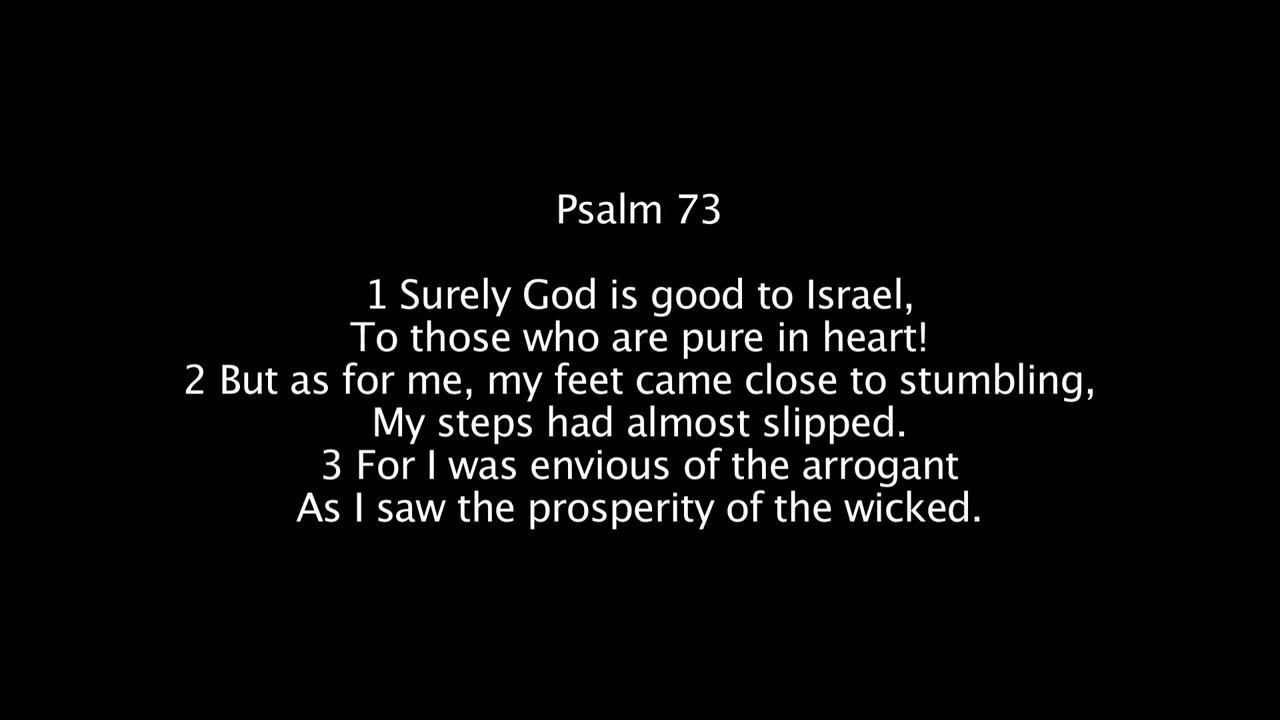 Psalm 73
1 Surely God is good to Israel,
To those who are pure in heart!
2 But as for me, my feet came close to stumbling,
My steps had almost slipped.
3 For I was envious of the arrogant
As I saw the prosperity of the wicked.